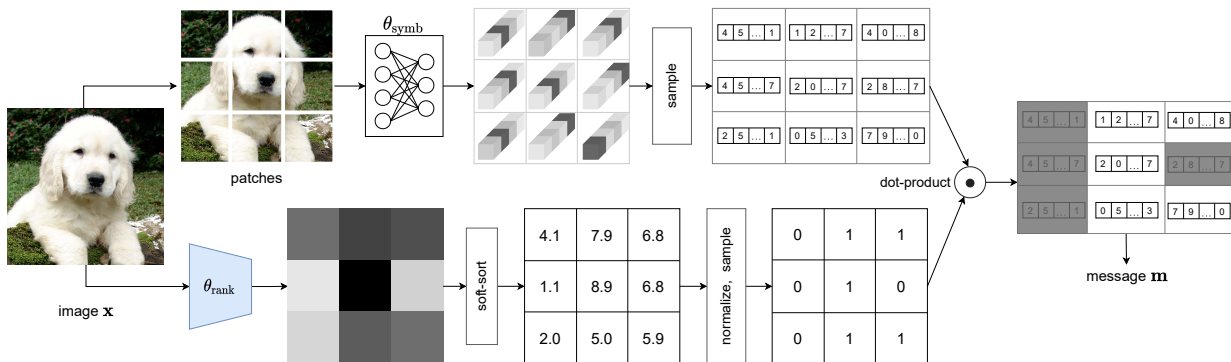 θ_symb
4 5 ... 1 1 2 ... 7 4 0 ... 8
4 5 ... 7 2 0 ... 7 2 8 ... 7
2 5 ... 1 0 5 ... 3 7 9 ... 0
sample
patches
dot-product
4 5 ... 1 1 2 ... 7 4 0 ... 8
4 5 ... 7 2 0 ... 7 2 8 ... 7
2 5 ... 1 0 5 ... 3 7 9 ... 0
message m
image x
θ_rank
soft-sort
4.1 7.9 6.8
1.1 8.9 6.8
2.0 5.0 5.9
normalize, sample
0 1 1
0 1 0
0 1 1